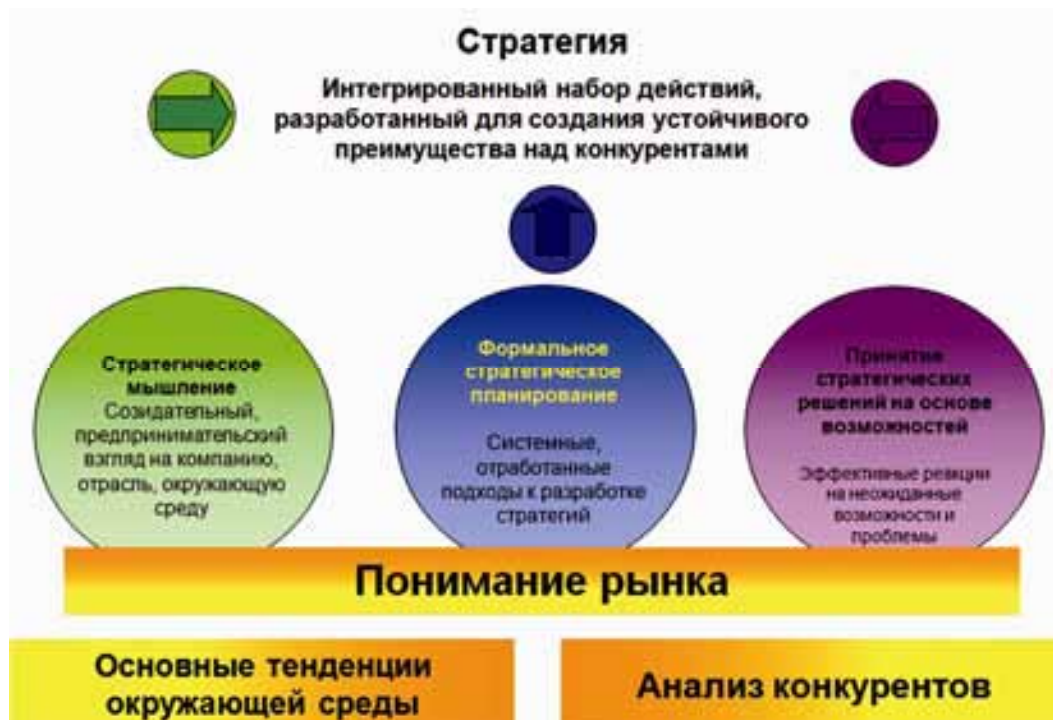 Стратегия
Интегрированный набор действий,
разработанный для создания устойчивого
преимущества над конкурентами
Стратегическое
мышление
Созидательный,
предпринимательский
взгляд на компанию,
отрасль, окружающую
среду
Формальное
стратегическое
планирование
Системные,
отработанные
подходы к разработке
стратегий
Принятие
стратегических
решений на основе
возможностей
Эффективные реакции
на неожиданные
возможности и
проблемы
Понимание рынка
Основные тенденции
окружающей среды
Анализ конкурентов